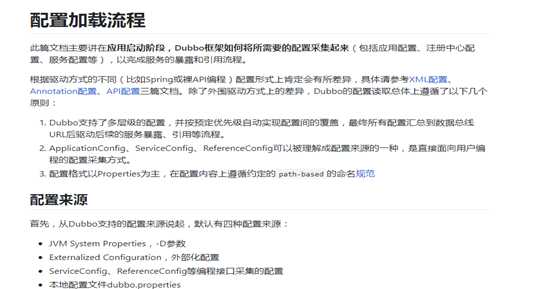 配置加载流程
此篇文档主要讲在应用启动阶段，Dubbo框架如何将所需要的配置采集起来（包括应用配置、注册中心配
置、服务配置等），以完成服务的暴露和引用流程。
根据驱动方式的不同（比如Spring或裸API编程）配置形式上肯定会有所差异，具体请参考XML配置、
Annotation配置、API配置三篇文档。除了外围驱动方式上的差异，Dubbo的配置读取总体上遵循了以下几个
原则：
1. Dubbo支持了多层级的配置，并按预定优先级自动实现配置间的覆盖，最终所有配置汇总到数据总线
URL后驱动后续的服务暴露、引用等流程。
2. ApplicationConfig、ServiceConfig、ReferenceConfig可以被理解成配置来源的一种，是直接面向用户编
程的配置采集方式。
3. 配置格式以Properties为主，在配置内容上遵循约定的 path-based 的命名规范
配置来源
首先，从Dubbo支持的配置来源说起，默认有四种配置来源：
• JVM System Properties，-D参数
• Externalized Configuration，外部化配置
• ServiceConfig、ReferenceConfig等编程接口采集的配置
• 本地配置文件dubbo.properties